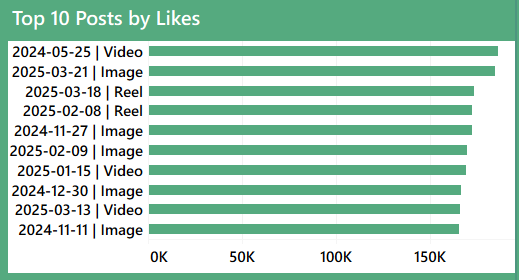 Top 10 Posts by Likes
2024-05-25 | Video
2025-03-21 | Image
2025-03-18 | Reel
2025-02-08 | Reel
2024-11-27 | Image
2025-02-09 | Image
2025-01-15 | Video
2024-12-30 | Image
2025-03-13 | Video
2024-11-11 | Image
0K 50K 100K 150K